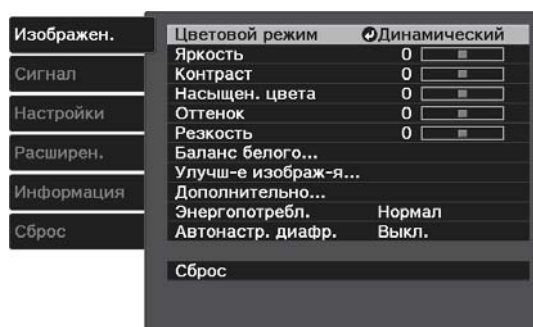 Изображен.
Сигнал
Настройки
Расширен.
Информация
Сброс
Цветовой режим Динамический
Яркость 0
Контраст 0
Насыщен. цвета 0
Оттенок 0
Резкость 0
Баланс белого...
Улучш-е изображ-я...
Дополнительно...
Энергопотребл. Нормал
Автонастр. диафр. Выкл.
Сброс